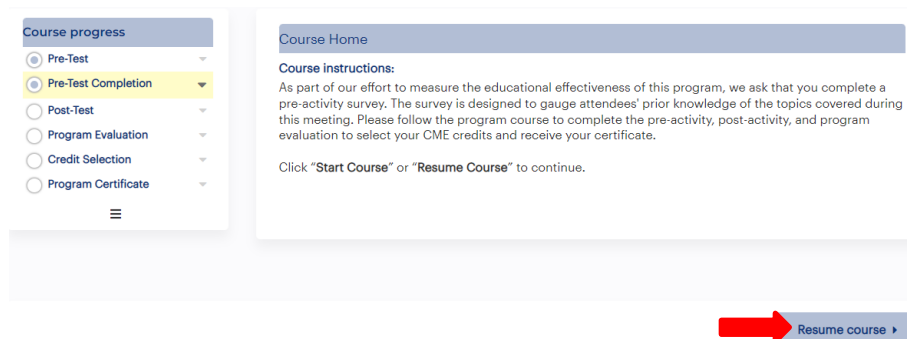 Course progress
Pre-Test
Pre-Test Completion
Post-Test
Program Evaluation
Credit Selection
Program Certificate
Course Home
Course instructions:
As part of our effort to measure the educational effectiveness of this program, we ask that you complete a
pre-activity survey. The survey is designed to gauge attendees' prior knowledge of the topics covered during
this meeting. Please follow the program course to complete the pre-activity, post-activity, and program
evaluation to select your CME credits and receive your certificate.
Click "Start Course" or "Resume Course" to continue.
Resume course